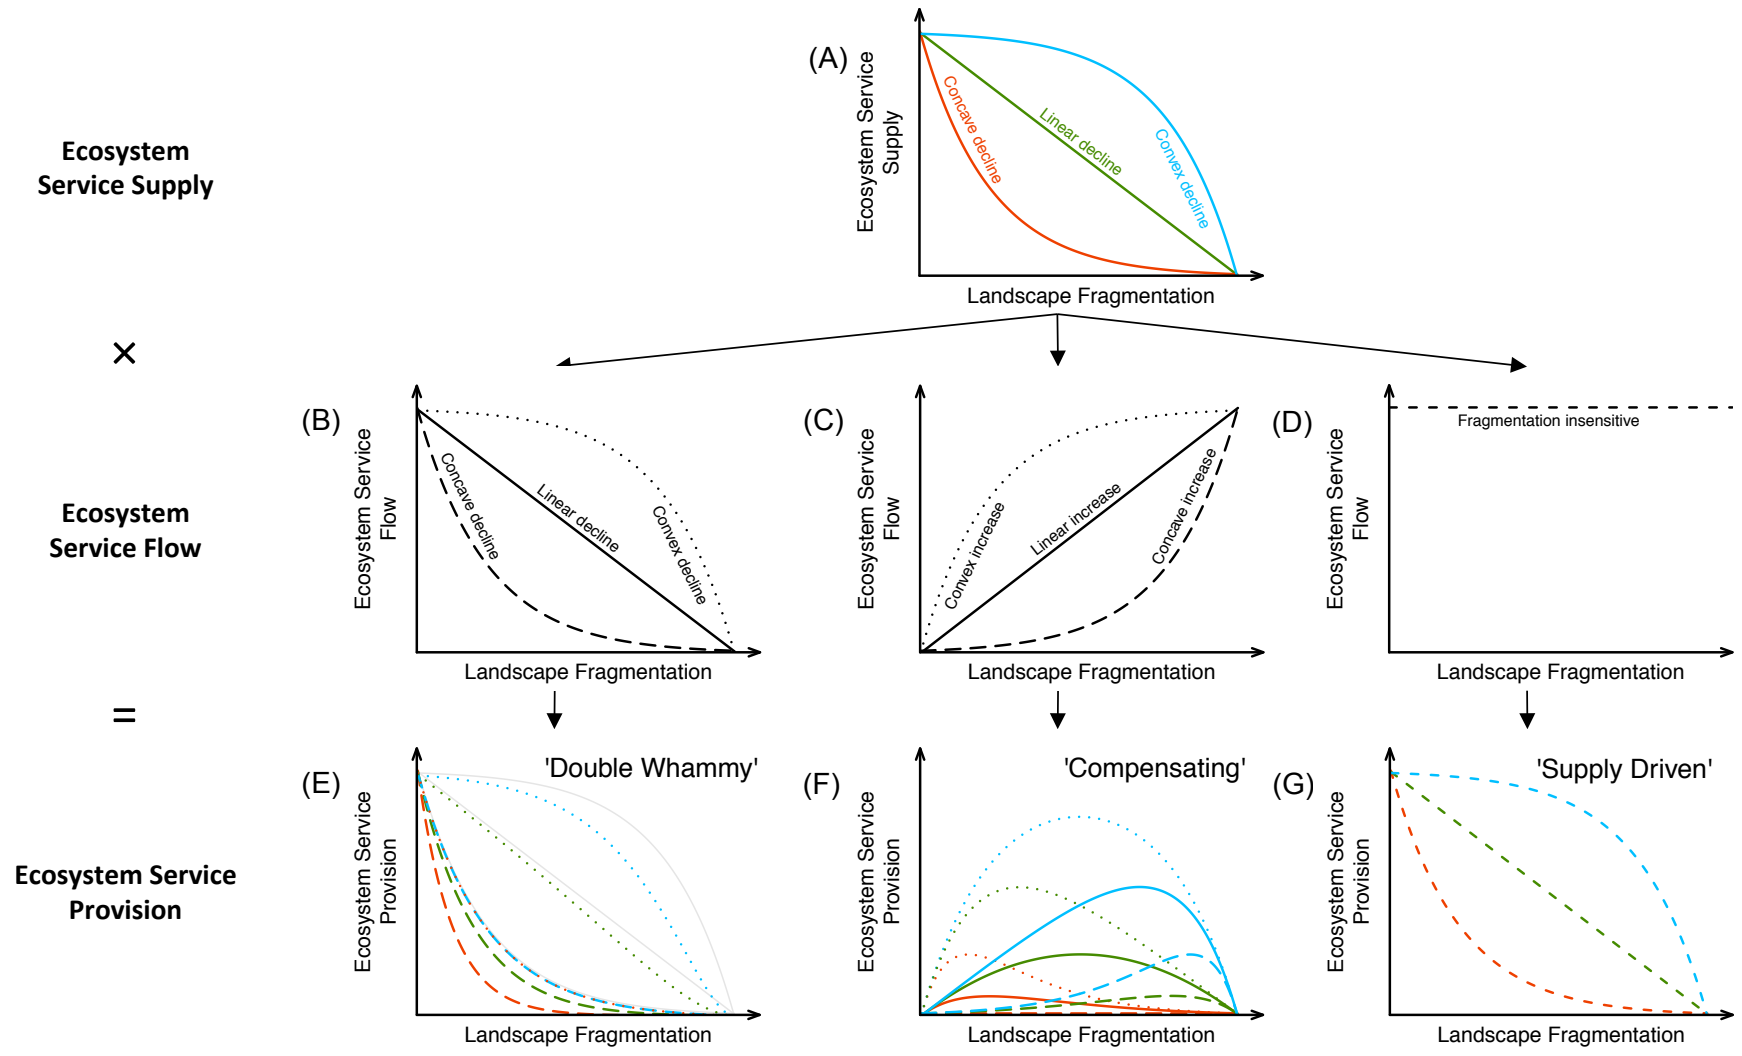 (A)
Ecosystem Service
Supply
Concave decline
Linear decline
Convex decline
Landscape Fragmentation
Ecosystem
Service Supply
×
(B)
Ecosystem Service
Flow
Concave decline
Linear decline
Convex decline
Landscape Fragmentation
(C)
Ecosystem Service
Flow
Convex increase
Linear increase
Concave increase
Landscape Fragmentation
(D)
Ecosystem Service
Flow
Fragmentation insensitive
Landscape Fragmentation
Ecosystem
Service Flow
=
(E)
'Double Whammy'
Ecosystem Service
Provision
Landscape Fragmentation
(F)
'Compensating'
Ecosystem Service
Provision
Landscape Fragmentation
(G)
'Supply Driven'
Ecosystem Service
Provision
Landscape Fragmentation
Ecosystem Service
Provision